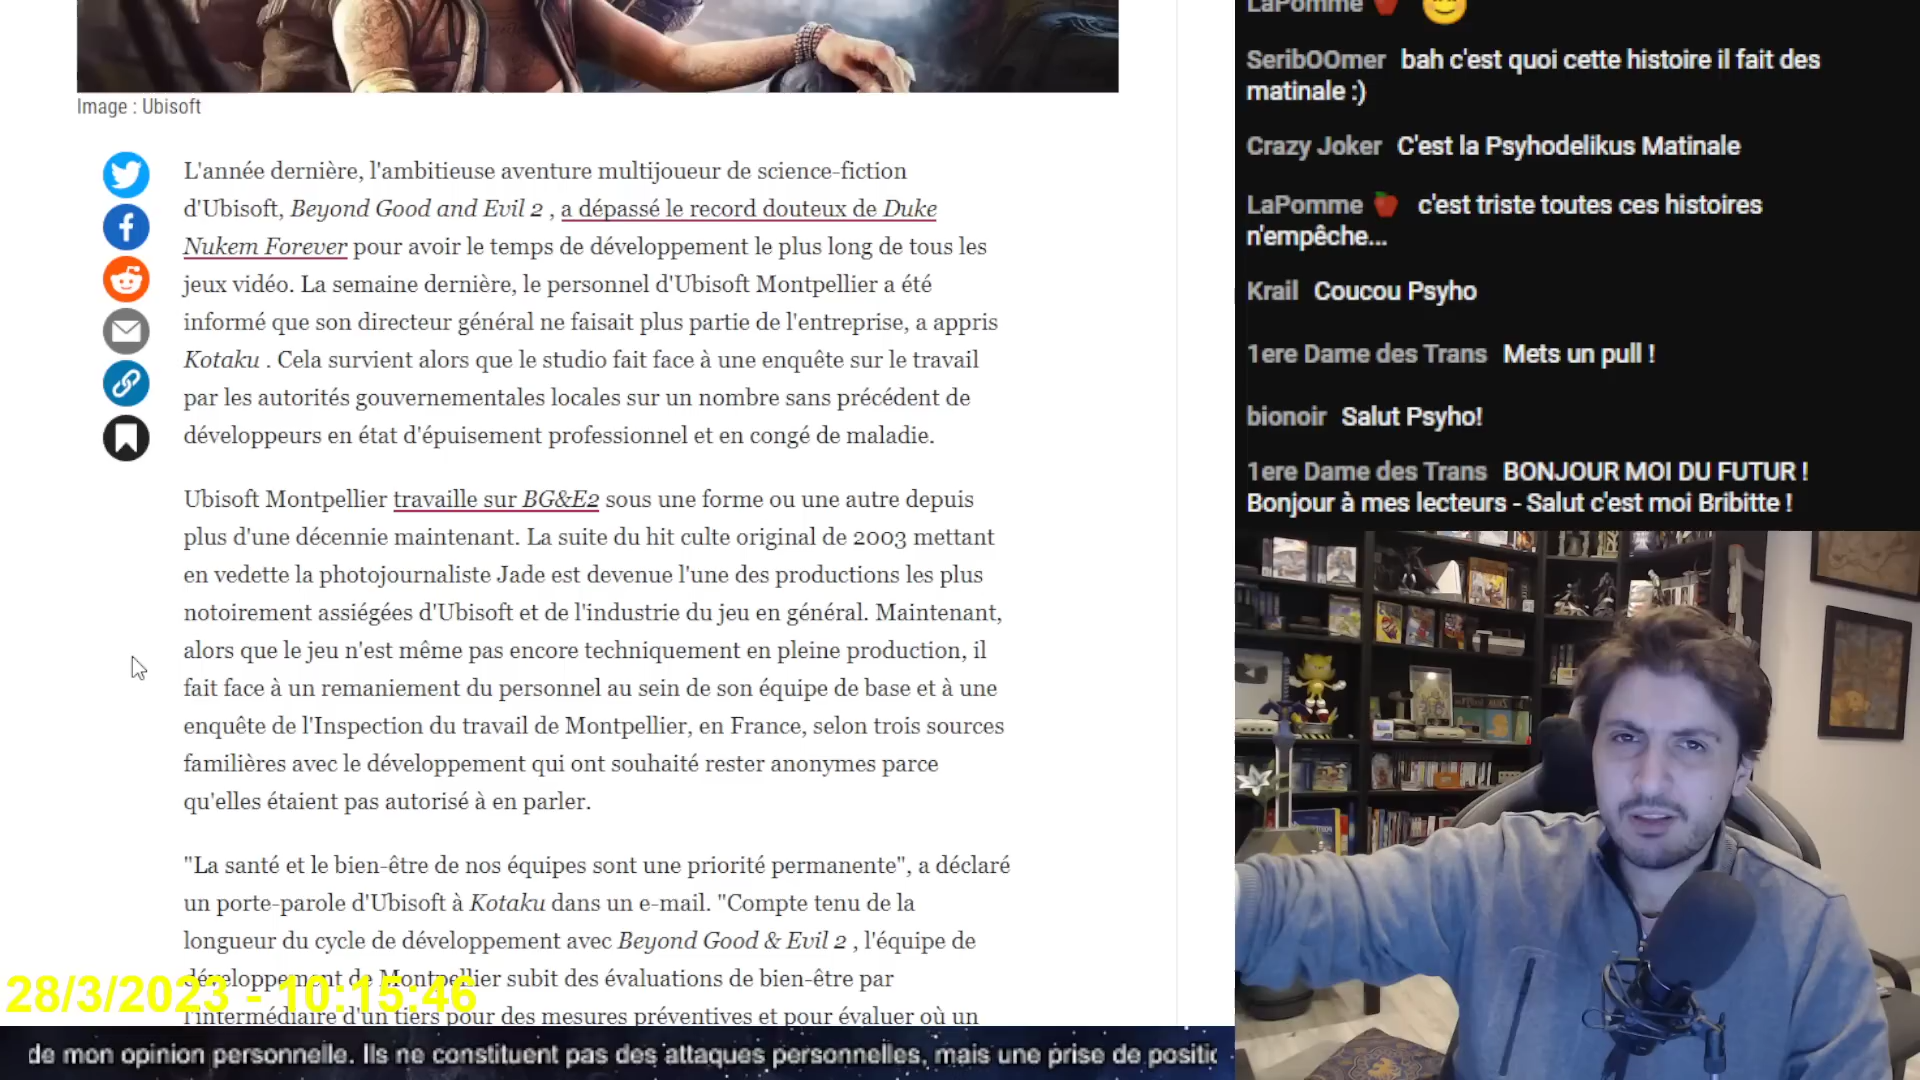 Image : Ubisoft
L'année dernière, l'ambitieuse aventure multijoueur de science-fiction
d'Ubisoft, Beyond Good and Evil 2 , a dépassé le record douteux de Duke
Nukem Forever pour avoir le temps de développement le plus long de tous les
jeux vidéo. La semaine dernière, le personnel d'Ubisoft Montpellier a été
informé que son directeur général ne faisait plus partie de l'entreprise, a appris
Kotaku . Cela survient alors que le studio fait face à une enquête sur le travail
par les autorités gouvernementales locales sur un nombre sans précédent de
développeurs en état d'épuisement professionnel et en congé de maladie.
Ubisoft Montpellier travaille sur BG&E2 sous une forme ou une autre depuis
plus d'une décennie maintenant. La suite du hit culte original de 2003 mettant
en vedette la photojournaliste Jade est devenue l'une des productions les plus
notoirement assiégées d'Ubisoft et de l'industrie du jeu en général. Maintenant,
alors que le jeu n'est même pas encore techniquement en pleine production, il
fait face à un remaniement du personnel au sein de son équipe de base et à une
enquête de l'Inspection du travail de Montpellier, en France, selon trois sources
familières avec le développement qui ont souhaité rester anonymes parce
qu'elles étaient pas autorisé à en parler.
"La santé et le bien-être de nos équipes sont une priorité permanente", a déclaré
un porte-parole d'Ubisoft à Kotaku dans un e-mail. "Compte tenu de la
longueur du cycle de développement avec Beyond Good & Evil 2 , l'équipe de
développement de Montpellier subit des évaluations de bien-être par
l'intermédiaire d'un tiers pour des mesures préventives et pour évaluer où un
28/3/2023 - 10:15:46
de mon opinion personnelle. Ils ne constituent pas des attaques personnelles, mais une prise de positic
LaPomme
SeribOOmer bah c'est quoi cette histoire il fait des
matinale :)
Crazy Joker C'est la Psyhodelikus Matinale
LaPomme c'est triste toutes ces histoires
n'empêche...
Krail Coucou Psyho
1ere Dame des Trans Mets un pull !
bionoir Salut Psyho!
1ere Dame des Trans BONJOUR MOI DU FUTUR !
Bonjour à mes lecteurs - Salut c'est moi Bribitte !